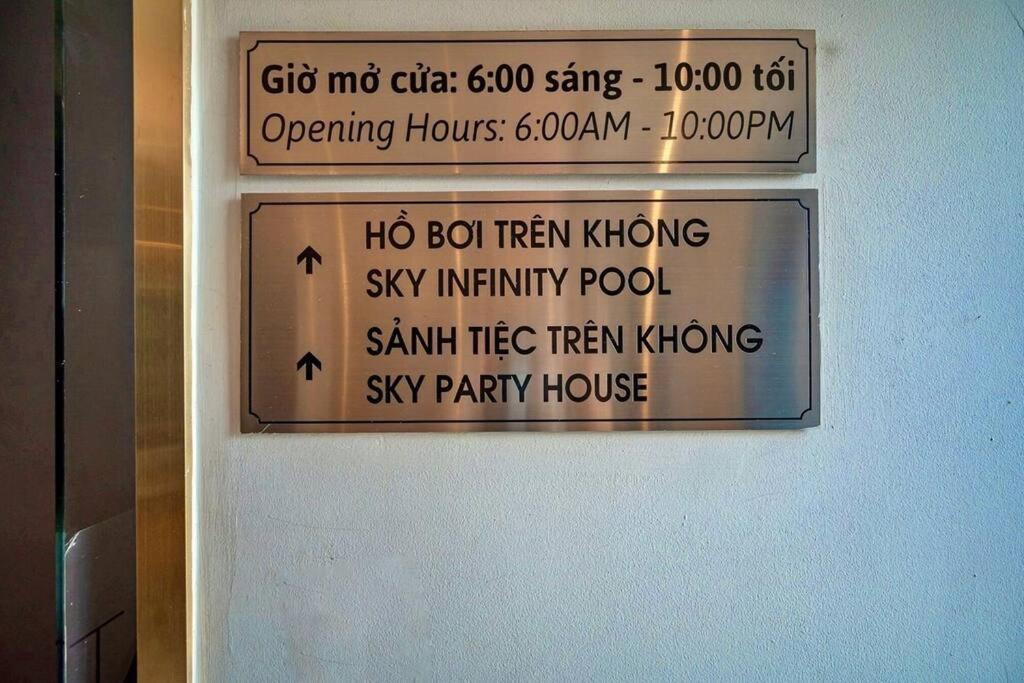 Giờ mở cửa: 6:00 sáng - 10:00 tối
Opening Hours: 6:00AM - 10:00PM
HỒ BƠI TRÊN KHÔNG
SKY INFINITY POOL
SẢNH TIỆC TRÊN KHÔNG
SKY PARTY HOUSE